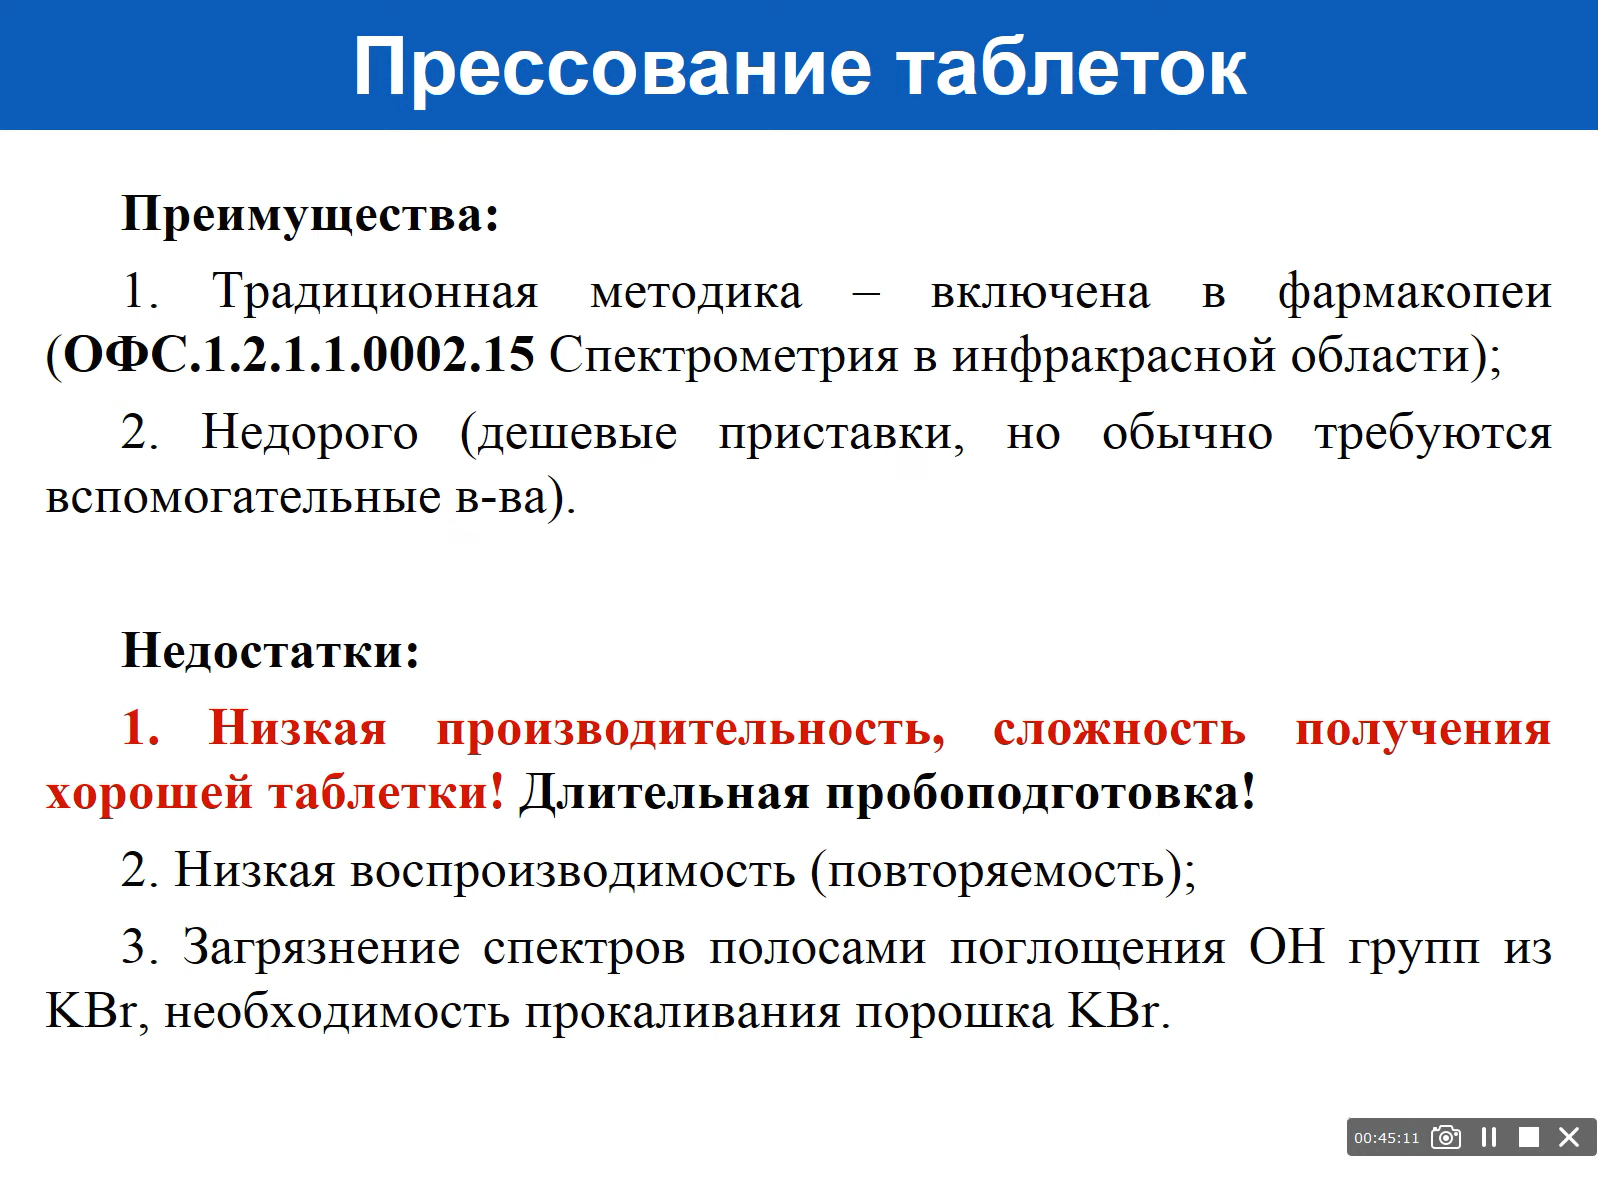 Прессование таблеток
Преимущества:
1. Традиционная методика – включена в фармакопеи
(ОФС.1.2.1.1.0002.15 Спектрометрия в инфракрасной области);
2. Недорого (дешевые приставки, но обычно требуются
вспомогательные в-ва).
Недостатки:
1. Низкая производительность, сложность получения
хорошей таблетки! Длительная пробоподготовка!
2. Низкая воспроизводимость (повторяемость);
3. Загрязнение спектров полосами поглощения ОН групп из
KBr, необходимость прокаливания порошка KBr.
00:45:11